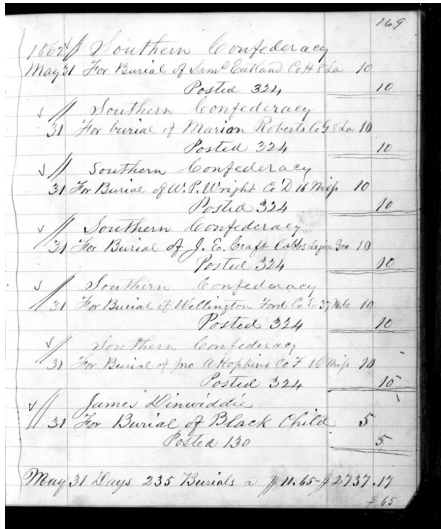 169
1862 Southern Confederacy
May 31 For Burial of Saml Eatland Co H 8 La 10
Posted 324 10
Southern Confederacy
31 For burial of Marion Roberts Co G 8 La 10
Posted 324 10
Southern Confederacy
31 For Burial of W. P. Wright Co D 16 Miss 10
Posted 324 10
Southern Confederacy
31 For Burial of J. E. Craft Cobbs Legion Geo 10
Posted 324 10
Southern Confederacy
31 For Burial of Wellington Ford Co 37 10
Posted 324 10
Southern Confederacy
31 For Burial of Jno A Hopkins Co F 16 Miss 10
Posted 324 10
James Dinwiddie
31 For Burial of Black Child 5
Posted 130 5
May 31 Days 235 Burials a $11.65 - $2737.17